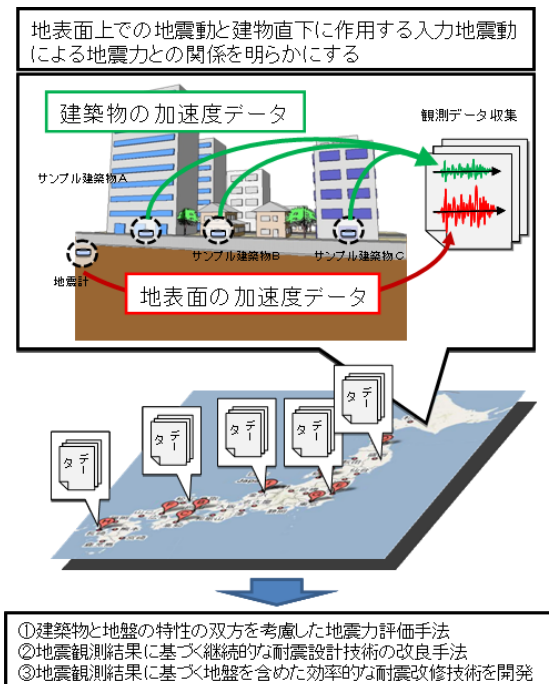 地表面上での地震動と建物直下に作用する入力地震動
による地震力との関係を明らかにする
建築物の加速度データ
観測データ収集
サンプル建築物A
サンプル建築物B
サンプル建築物C
地震計
地表面の加速度データ
データ
データ
データ
データ
データ
①建築物と地盤の特性の双方を考慮した地震力評価手法
②地震観測結果に基づく継続的な耐震設計技術の改良手法
③地震観測結果に基づく地盤を含めた効率的な耐震改修技術を開発